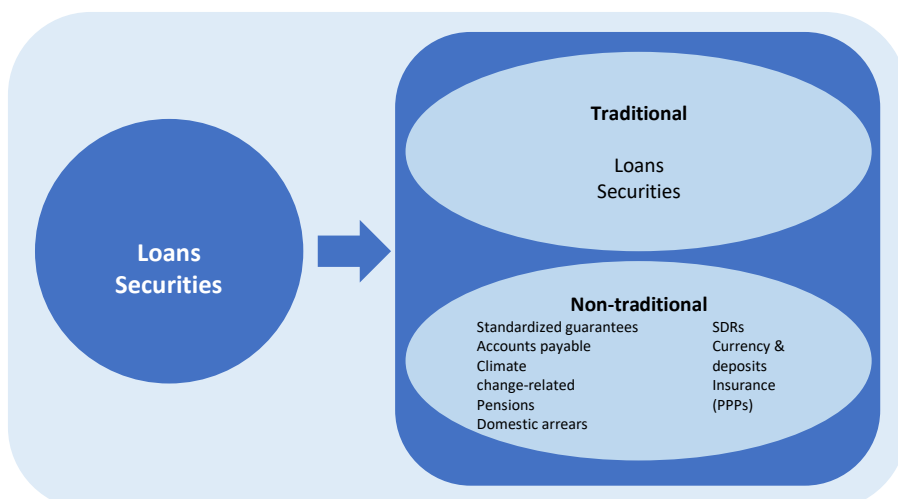 Loans
Securities
Traditional
Loans
Securities
Non-traditional
Standardized guarantees
Accounts payable
Climate
change-related
Pensions
Domestic arrears
SDRs
Currency &
deposits
Insurance
(PPPs)